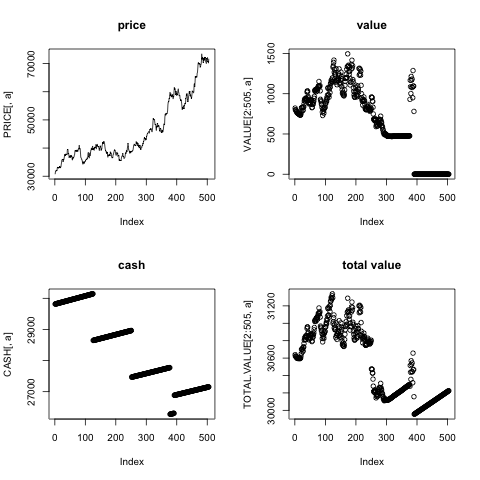 price
PRICE[, a]
30000 50000 70000
0 100 200 300 400 500
Index
value
VALUE[2:505, a]
0 500 1000 1500
0 100 200 300 400 500
Index
cash
CASH[, a]
27000 29000
0 100 200 300 400 500
Index
total value
TOTAL.VALUE[2:505, a]
30000 30600 31200
0 100 200 300 400 500
Index